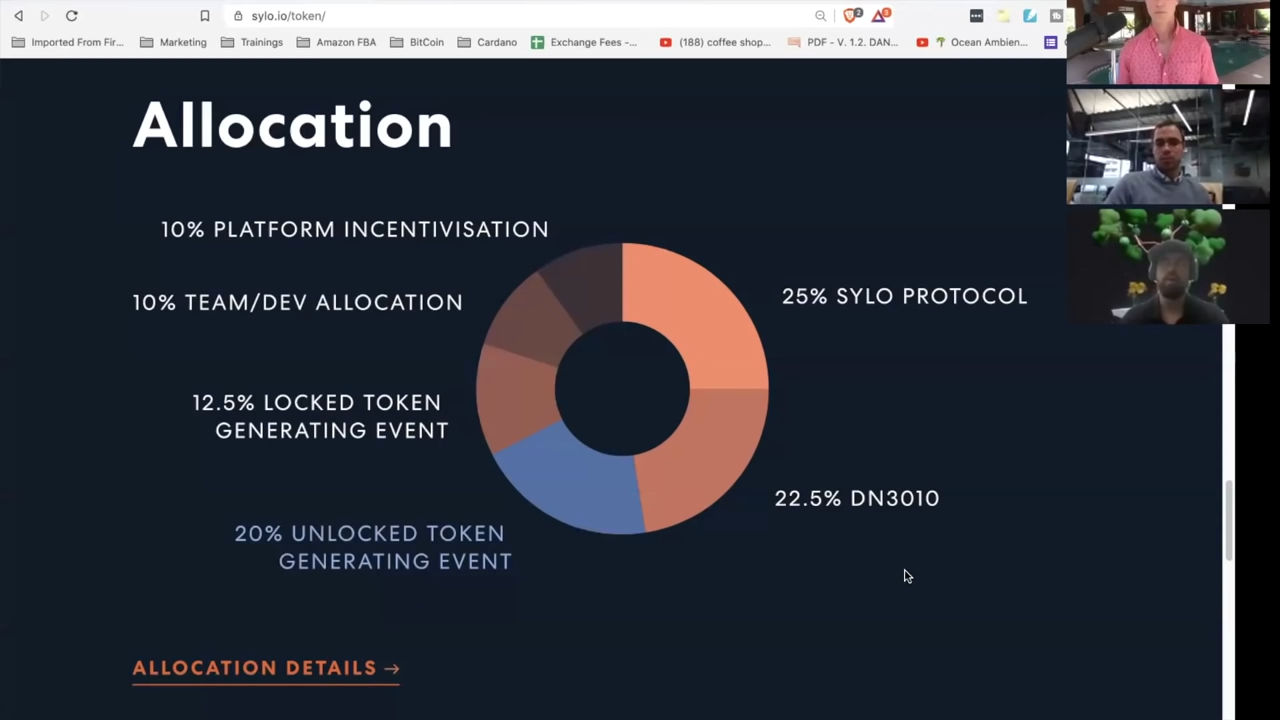 sylo.io/token/
2
3
Imported From Fir...
Marketing
Trainings
Amazon FBA
BitCoin
Cardano
Exchange Fees -...
(188) coffee shop...
PDF - V. 1.2. DAN...
Ocean Ambien...
Allocation
10% PLATFORM INCENTIVISATION
10% TEAM/DEV ALLOCATION
25% SYLO PROTOCOL
12.5% LOCKED TOKEN
GENERATING EVENT
22.5% DN3010
20% UNLOCKED TOKEN
GENERATING EVENT
ALLOCATION DETAILS →